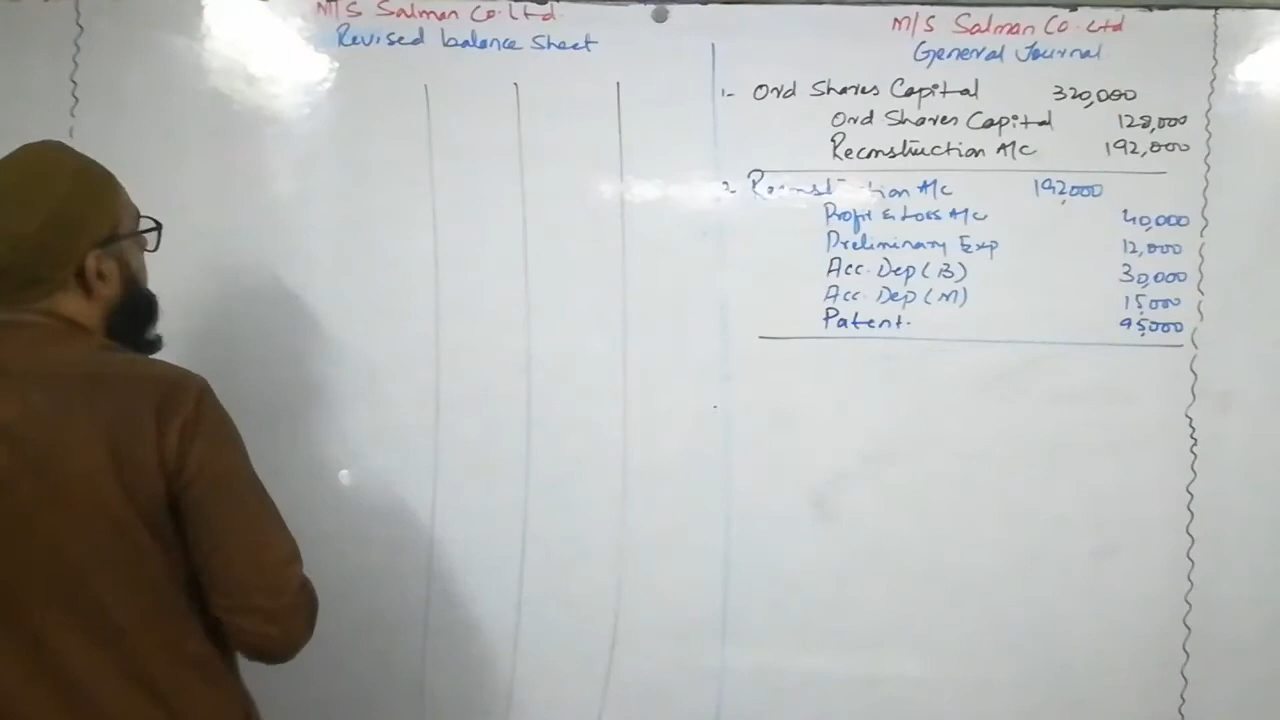 M/S Salman Co. Ltd.
Revised balance Sheet
M/S Salman Co. Ltd
General Journal
1- Ord Shares Capital 320,000
Ord Shares Capital 128,000
Reconstruction A/c 192,000
2- Reconstruction A/c 192,000
Profit & Loss A/c 40,000
Preliminary Exp 12,000
Acc. Dep (B) 30,000
Acc. Dep (M) 15,000
Patent. 95,000